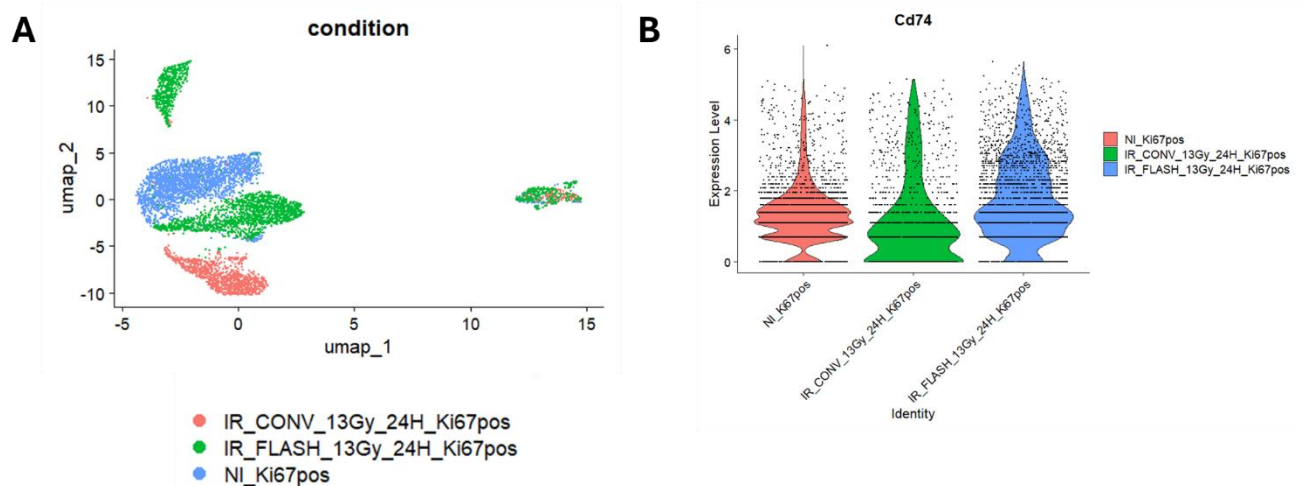 A
condition
15
10
5
0
-5
-10
umap_2
-5 0 5 10 15
umap_1
IR_CONV_13Gy_24H_Ki67pos
IR_FLASH_13Gy_24H_Ki67pos
NI_Ki67pos
B
Cd74
6
4
2
0
Expression Level
NI_Ki67pos
IR_CONV_13Gy_24H_Ki67pos
IR_FLASH_13Gy_24H_Ki67pos
Identity
NI_Ki67pos
IR_CONV_13Gy_24H_Ki67pos
IR_FLASH_13Gy_24H_Ki67pos